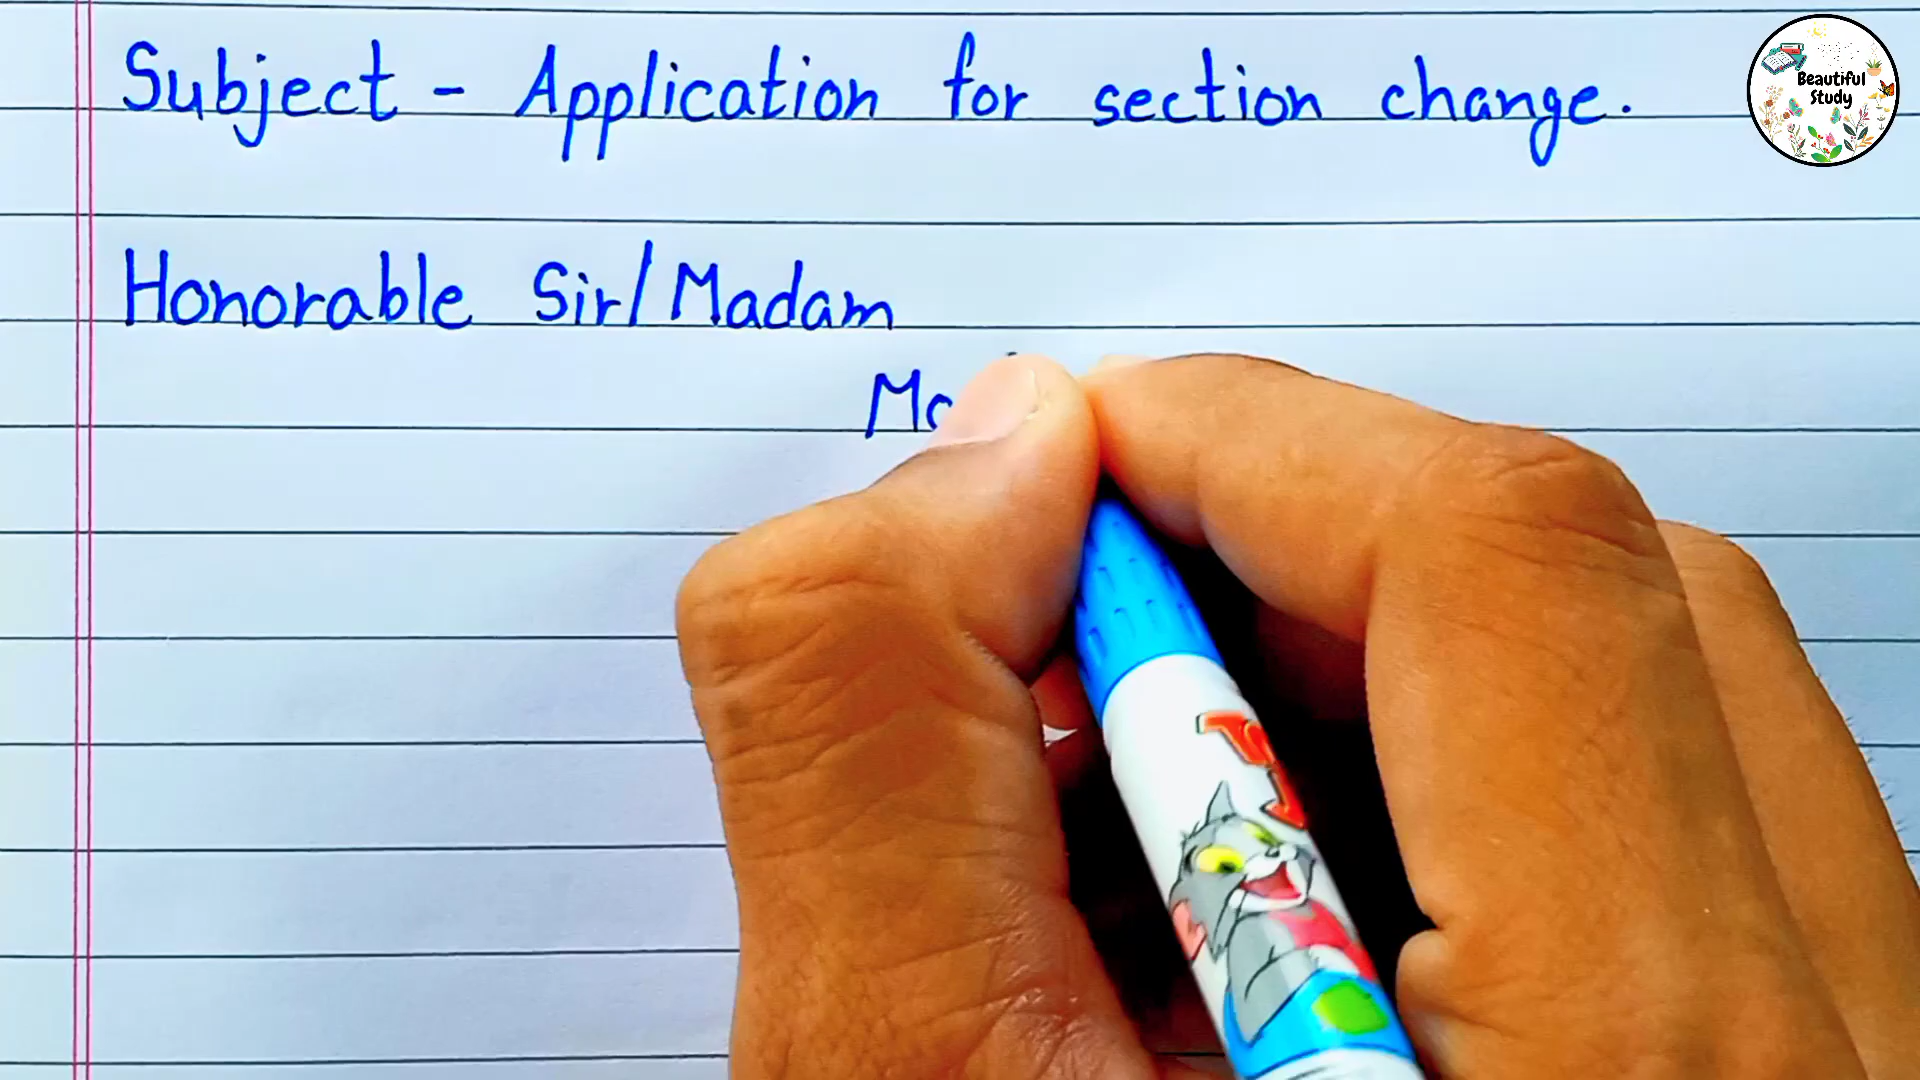 Subject - Application for section change.
Honorable Sir/Madam
Beautiful
Study